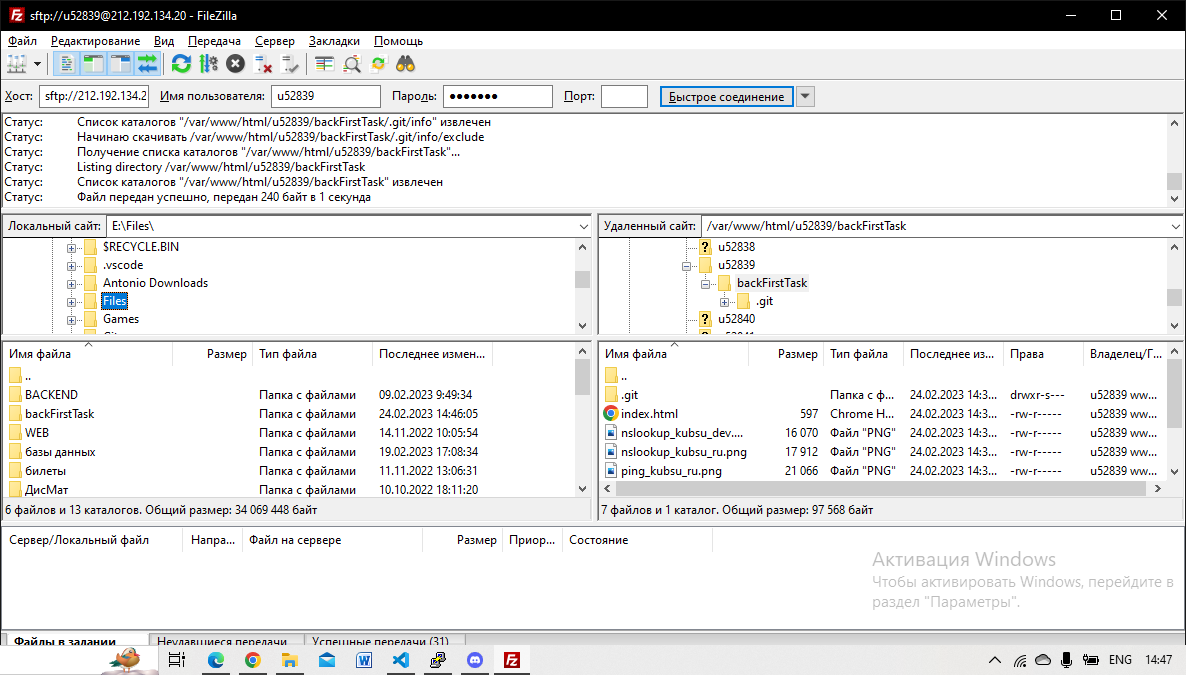 sftp://u52839@212.192.134.20 - FileZilla
Файл Редактирование Вид Передача Сервер Закладки Помощь
Хост: sftp://212.192.134.2 Имя пользователя: u52839 Пароль: ●●●●●●● Порт: Быстрое соединение
Статус: Список каталогов "/var/www/html/u52839/backFirstTask/.git/info" извлечен
Статус: Начинаю скачивать /var/www/html/u52839/backFirstTask/.git/info/exclude
Статус: Получение списка каталогов "/var/www/html/u52839/backFirstTask"...
Статус: Listing directory /var/www/html/u52839/backFirstTask
Статус: Список каталогов "/var/www/html/u52839/backFirstTask" извлечен
Статус: Файл передан успешно, передан 240 байт в 1 секунда
Локальный сайт: E:\Files\
$RECYCLE.BIN
.vscode
Antonio Downloads
Files
Games
Имя файла Размер Тип файла Последнее измен...
..
BACKEND Папка с файлами 09.02.2023 9:49:34
backFirstTask Папка с файлами 24.02.2023 14:46:05
WEB Папка с файлами 14.11.2022 10:05:54
базы данных Папка с файлами 19.02.2023 17:08:34
билеты Папка с файлами 11.11.2022 13:06:31
ДисМат Папка с файлами 10.10.2022 18:11:20
6 файлов и 13 каталогов. Общий размер: 34 069 448 байт
Удаленный сайт: /var/www/html/u52839/backFirstTask
u52838
u52839
backFirstTask
.git
u52840
Имя файла Размер Тип файла Последнее из... Права Владелец/Г...
..
.git Папка с ф... 24.02.2023 14:3... drwxr-s--- u52839 ww...
index.html 597 Chrome H... 24.02.2023 14:3... -rw-r----- u52839 ww...
nslookup_kubsu_dev.... 16 070 Файл "PNG" 24.02.2023 14:3... -rw-r----- u52839 ww...
nslookup_kubsu_ru.png 17 912 Файл "PNG" 24.02.2023 14:3... -rw-r----- u52839 ww...
ping_kubsu_ru.png 21 066 Файл "PNG" 24.02.2023 14:3... -rw-r----- u52839 ww...
7 файлов и 1 каталог. Общий размер: 97 568 байт
Сервер/Локальный файл Напра... Файл на сервере Размер Приор... Состояние
Активация Windows
Чтобы активировать Windows, перейдите в
раздел "Параметры".
Файлы в задании Неудавшиеся передачи Успешные передачи (31)
ENG 14:47